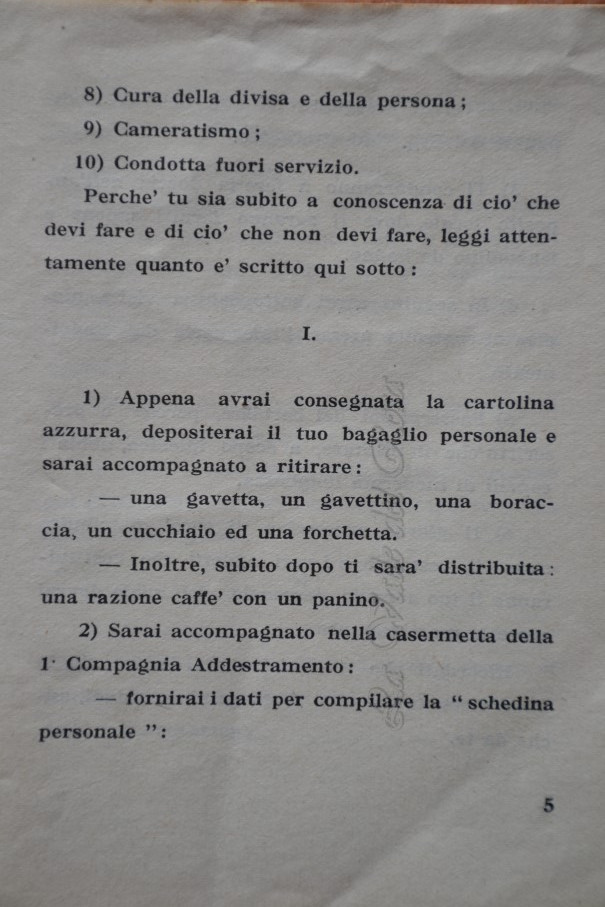 8) Cura della divisa e della persona ;
9) Cameratismo ;
10) Condotta fuori servizio.
Perche' tu sia subito a conoscenza di cio' che
devi fare e di cio' che non devi fare, leggi atten-
tamente quanto e' scritto qui sotto :
I.
1) Appena avrai consegnata la cartolina
azzurra, depositerai il tuo bagaglio personale e
sarai accompagnato a ritirare :
— una gavetta, un gavettino, una borac-
cia, un cucchiaio ed una forchetta.
— Inoltre, subito dopo ti sara' distribuita :
una razione caffe' con un panino.
2) Sarai accompagnato nella casermetta della
1· Compagnia Addestramento :
— fornirai i dati per compilare la “ schedina
personale ” :
5